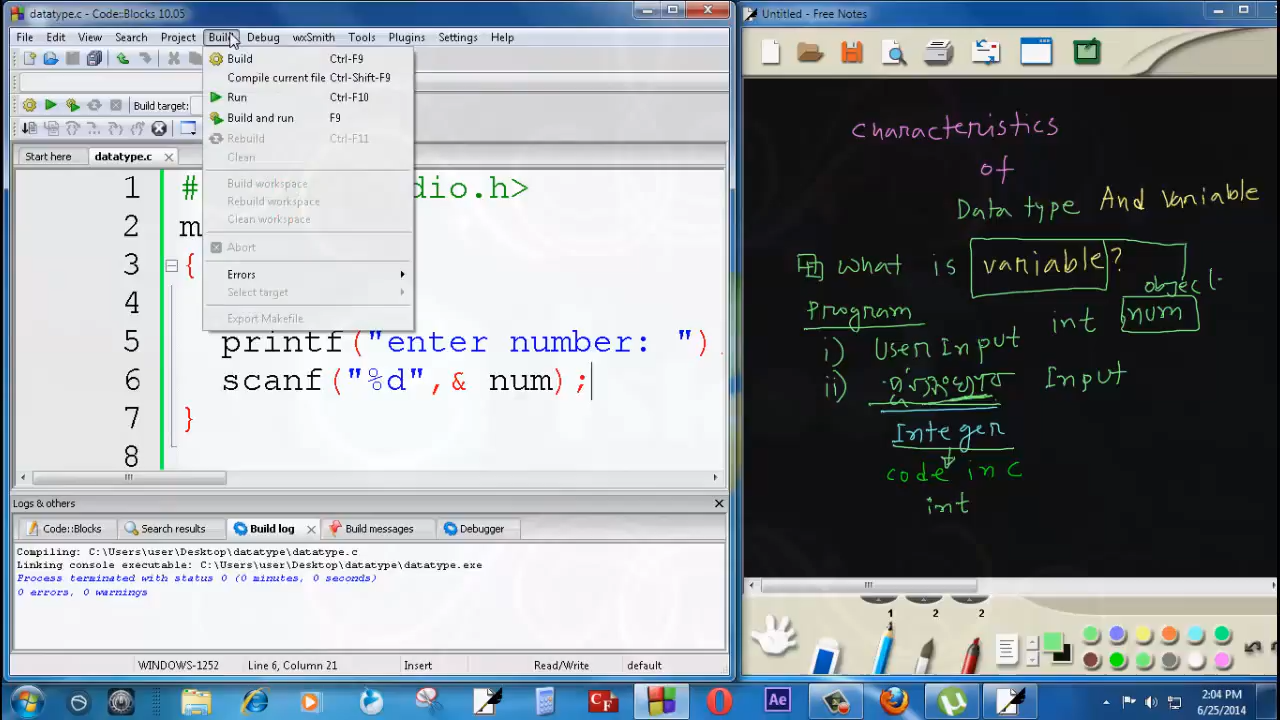 datatype.c - Code::Blocks 10.05
File Edit View Search Project Build Debug wxSmith Tools Plugins Settings Help
Build Ctrl-F9
Compile current file Ctrl-Shift-F9
Run Ctrl-F10
Build and run F9
Rebuild Ctrl-F11
Clean
Build workspace
Rebuild workspace
Clean workspace
Abort
Errors
Select target
Export Makefile
Build target:
Start here datatype.c
1 # dio.h>
2 m
3 {
4
5 printf("enter number: ")
6 scanf("%d",& num);
7 }
8
Logs & others
Code::Blocks Search results Build log Build messages Debugger
Compiling: C:\Users\user\Desktop\datatype\datatype.c
Linking console executable: C:\Users\user\Desktop\datatype\datatype.exe
Process terminated with status 0 (0 minutes, 0 seconds)
0 errors, 0 warnings
WINDOWS-1252 Line 6, Column 21 Insert Read/Write default
Untitled - Free Notes
characteristics
of
Data type And variable
What is variable?
object
Program int num
i) User Input
ii) Input
Integer
code in C
int
1 2 2
CF Ae
2:04 PM
6/25/2014